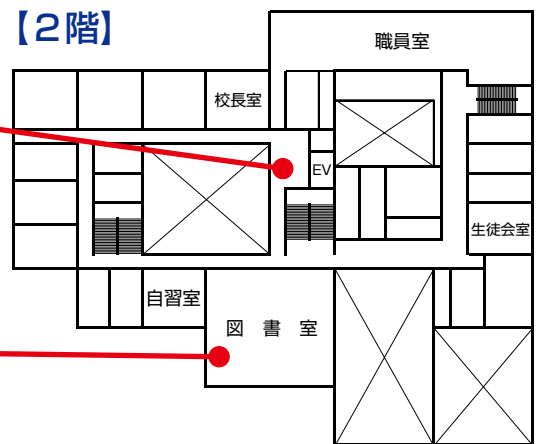 【2階】
職員室
校長室
EV
生徒会室
自習室
図 書 室